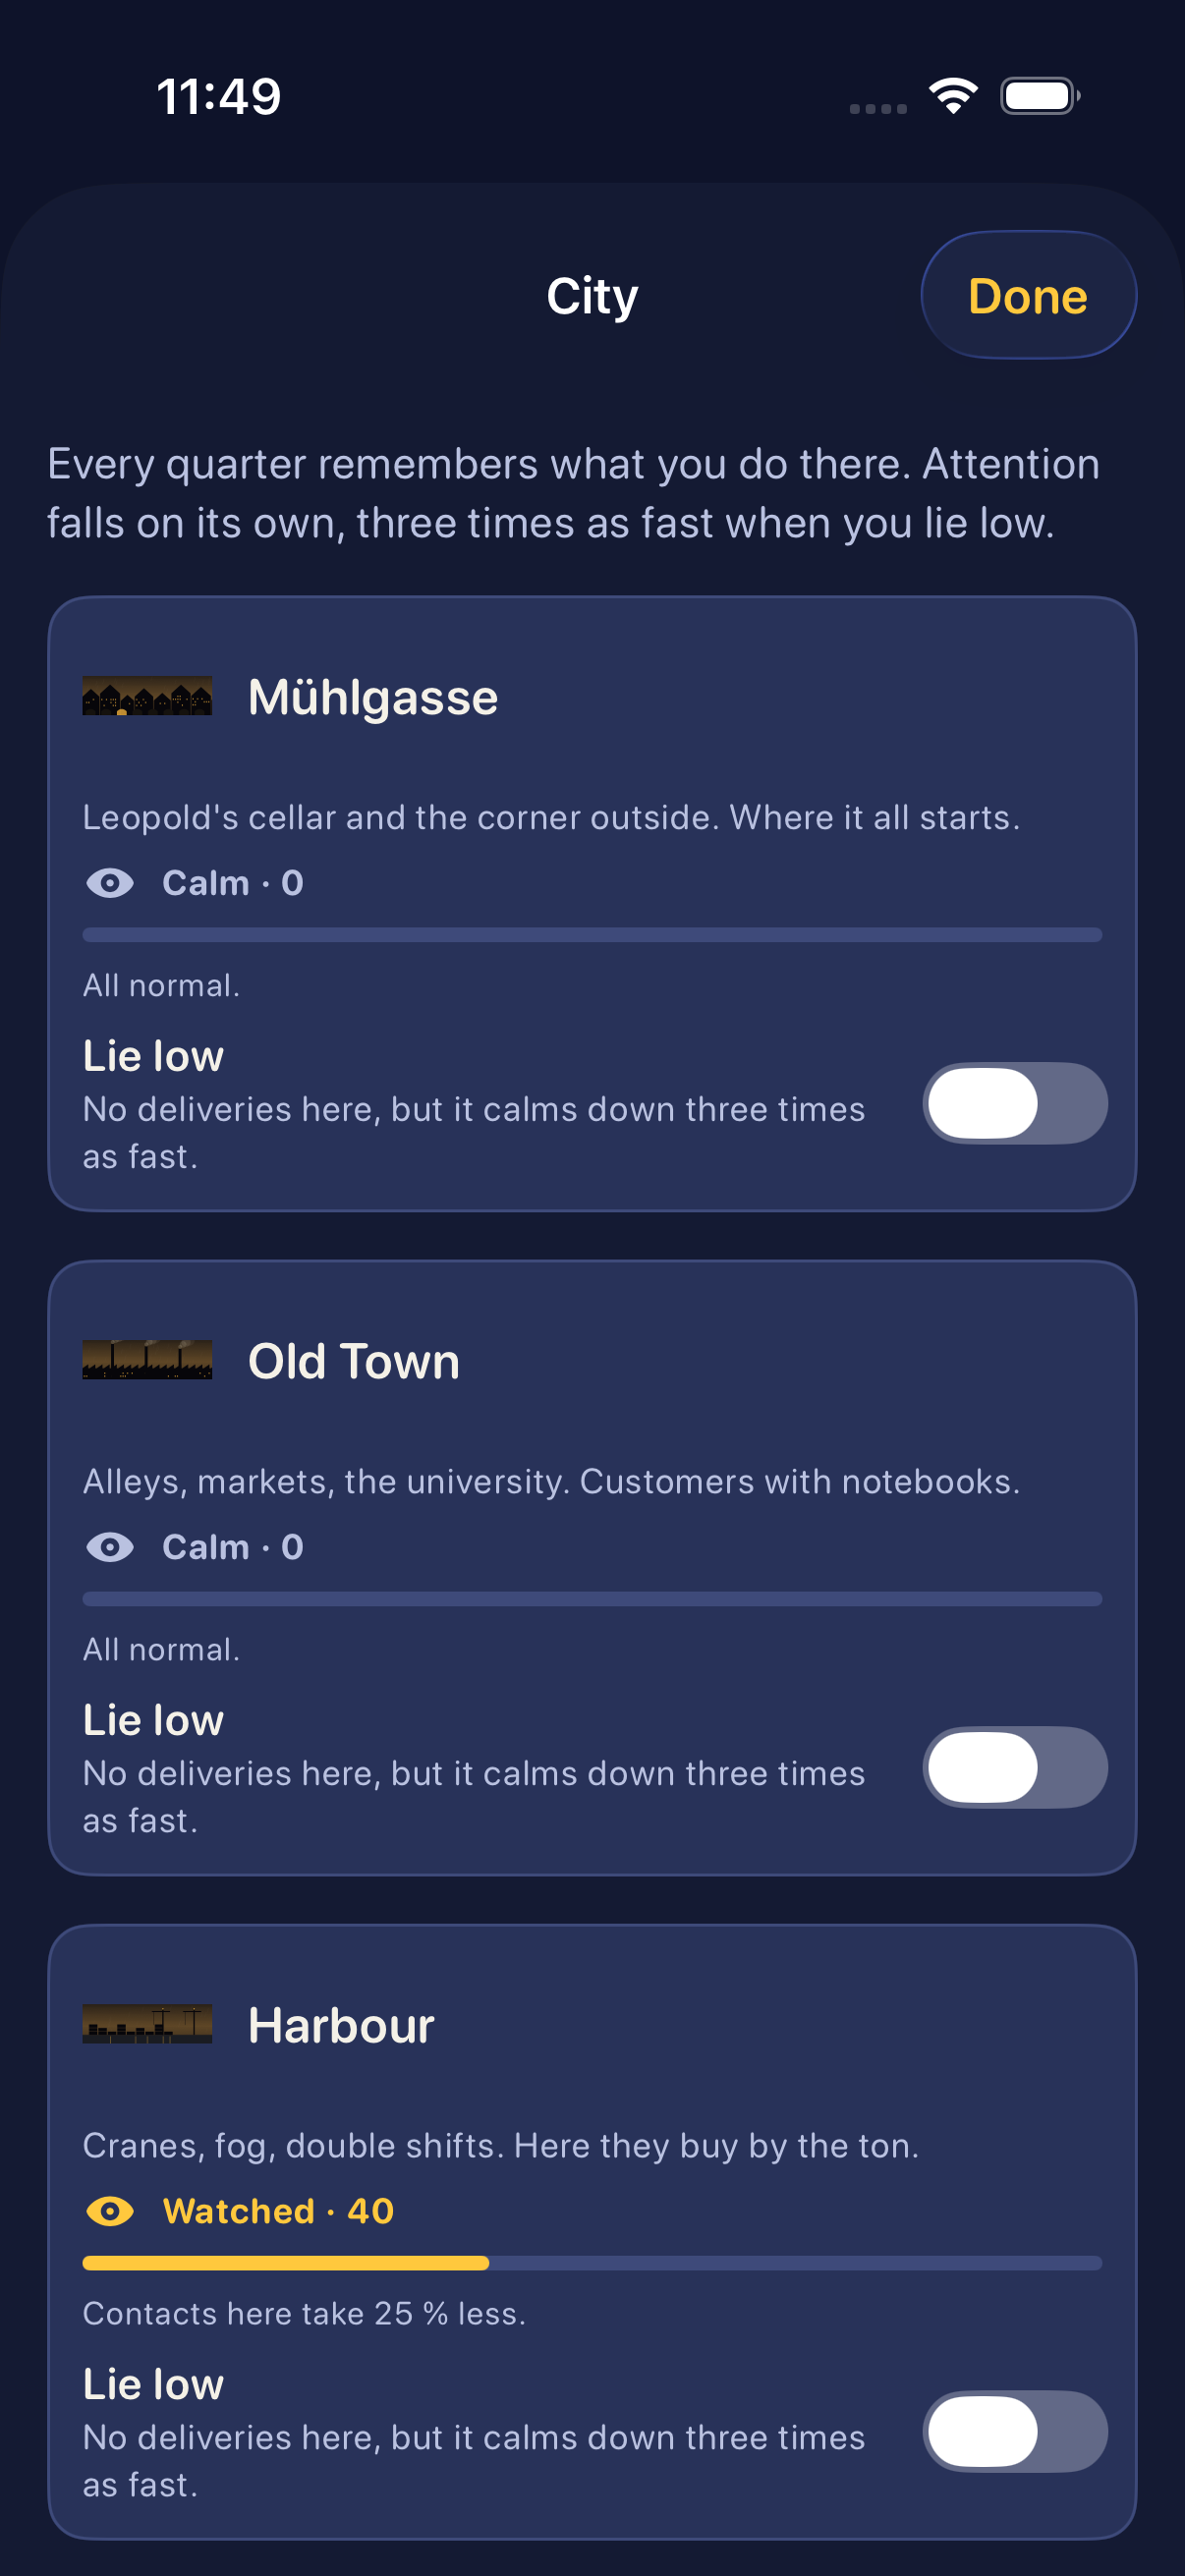 11:49
City
Done
Every quarter remembers what you do there. Attention
falls on its own, three times as fast when you lie low.
Mühlgasse
Leopold's cellar and the corner outside. Where it all starts.
Calm · 0
All normal.
Lie low
No deliveries here, but it calms down three times
as fast.
Old Town
Alleys, markets, the university. Customers with notebooks.
Calm · 0
All normal.
Lie low
No deliveries here, but it calms down three times
as fast.
Harbour
Cranes, fog, double shifts. Here they buy by the ton.
Watched · 40
Contacts here take 25 % less.
Lie low
No deliveries here, but it calms down three times
as fast.